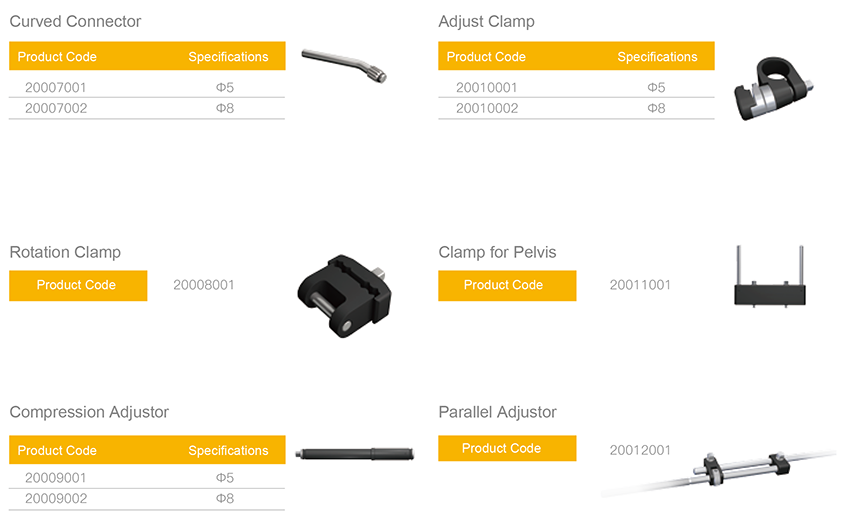 Curved Connector
Product Code Specifications
20007001 Φ5
20007002 Φ8
Adjust Clamp
Product Code Specifications
20010001 Φ5
20010002 Φ8
Rotation Clamp
Product Code 20008001
Clamp for Pelvis
Product Code 20011001
Compression Adjustor
Product Code Specifications
20009001 Φ5
20009002 Φ8
Parallel Adjustor
Product Code 20012001